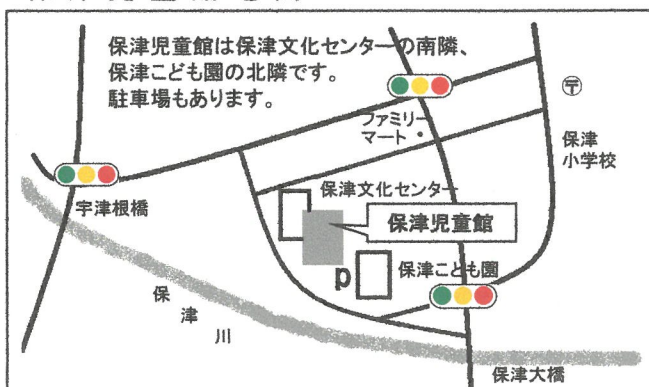 保津児童館は保津文化センターの南隣、
保津こども園の北隣です。
駐車場もあります。
〒
ファミリー
マート
保津
小学校
宇津根橋
保津文化センター
保津児童館
P
保津こども園
保
津
川
保津大橋